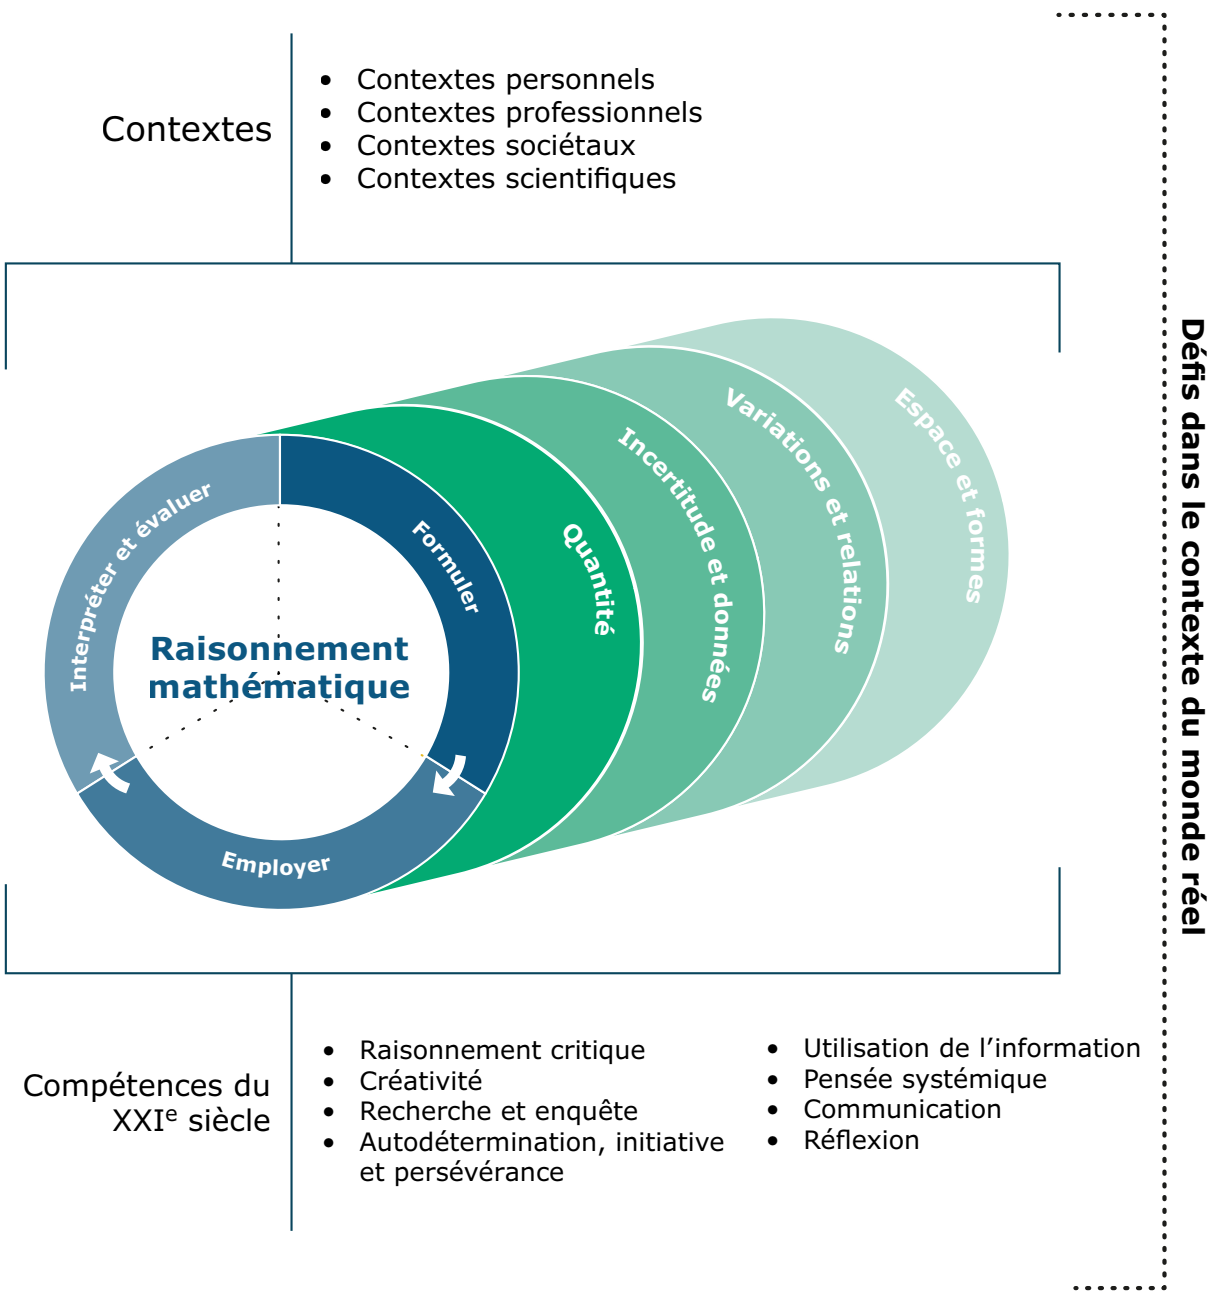 Contextes
• Contextes personnels
• Contextes professionnels
• Contextes sociétaux
• Contextes scientifiques
Interpréter et évaluer
Formuler
Employer
Raisonnement
mathématique
Quantité
Incertitude et données
Variations et relations
Espace et formes
Défis dans le contexte du monde réel
Compétences du
XXIe siècle
• Raisonnement critique
• Créativité
• Recherche et enquête
• Autodétermination, initiative
et persévérance
• Utilisation de l’information
• Pensée systémique
• Communication
• Réflexion